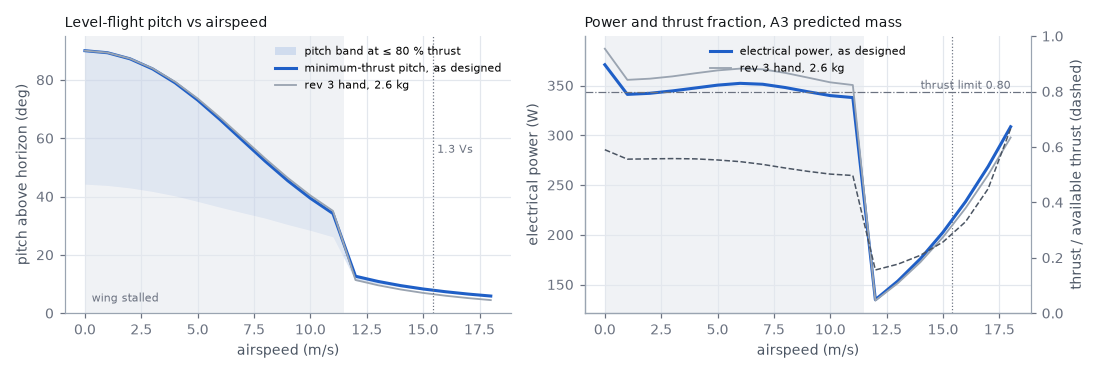 Level-flight pitch vs airspeed
pitch band at ≤ 80 % thrust
minimum-thrust pitch, as designed
rev 3 hand, 2.6 kg
1.3 Vs
wing stalled
pitch above horizon (deg)
80
60
40
20
0
0.0 2.5 5.0 7.5 10.0 12.5 15.0 17.5
airspeed (m/s)
Power and thrust fraction, A3 predicted mass
electrical power, as designed
rev 3 hand, 2.6 kg
thrust limit 0.80
electrical power (W)
350
300
250
200
150
0.0 2.5 5.0 7.5 10.0 12.5 15.0 17.5
airspeed (m/s)
1.0
0.8
0.6
0.4
0.2
0.0
thrust / available thrust (dashed)